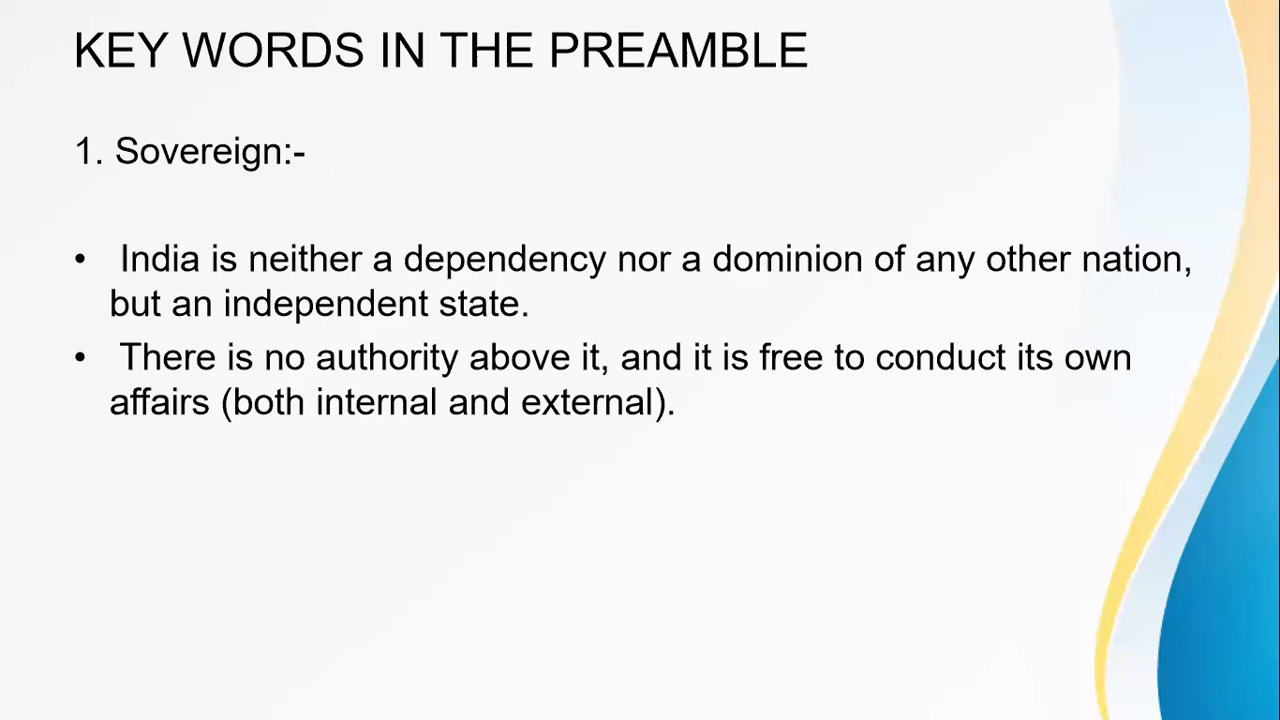 KEY WORDS IN THE PREAMBLE
1. Sovereign:-
• India is neither a dependency nor a dominion of any other nation,
but an independent state.
• There is no authority above it, and it is free to conduct its own
affairs (both internal and external).